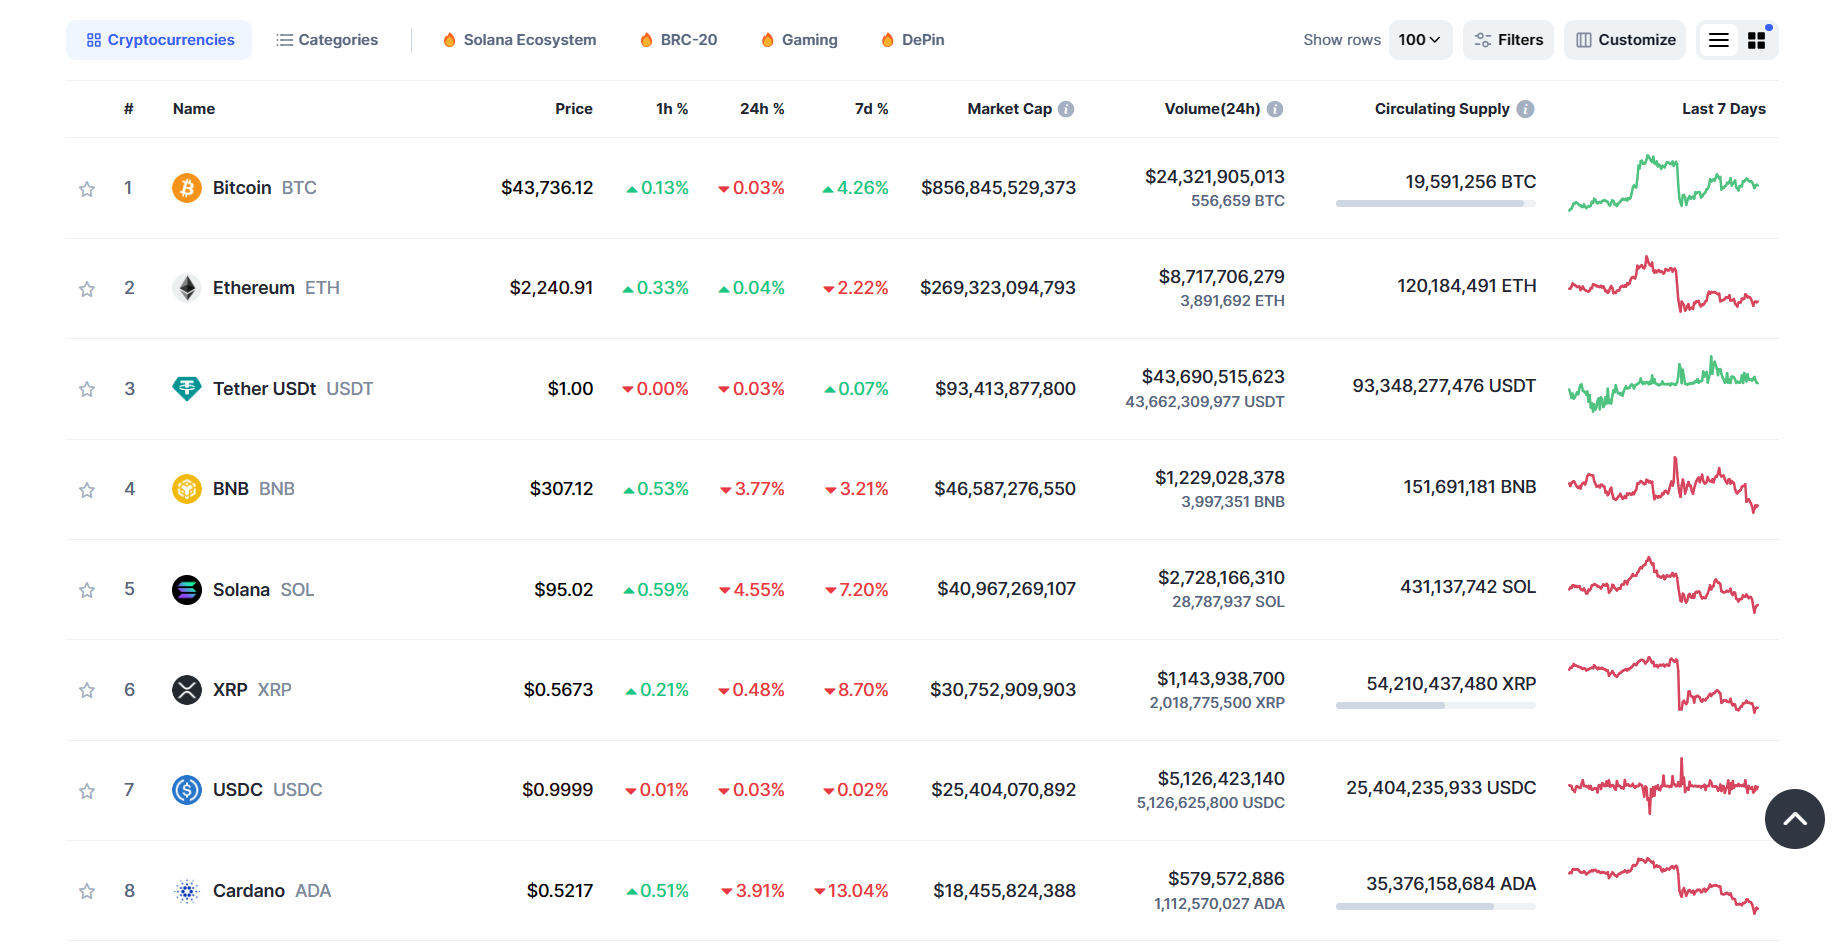 Cryptocurrencies Categories Solana Ecosystem BRC-20 Gaming DePin Show rows 100 Filters Customize
# Name Price 1h % 24h % 7d % Market Cap Volume(24h) Circulating Supply Last 7 Days
1 Bitcoin BTC $43,736.12 0.13% 0.03% 4.26% $856,845,529,373 $24,321,905,013 19,591,256 BTC
556,659 BTC
2 Ethereum ETH $2,240.91 0.33% 0.04% 2.22% $269,323,094,793 $8,717,706,279 120,184,491 ETH
3,891,692 ETH
3 Tether USDt USDT $1.00 0.00% 0.03% 0.07% $93,413,877,800 $43,690,515,623 93,348,277,476 USDT
43,662,309,977 USDT
4 BNB BNB $307.12 0.53% 3.77% 3.21% $46,587,276,550 $1,229,028,378 151,691,181 BNB
3,997,351 BNB
5 Solana SOL $95.02 0.59% 4.55% 7.20% $40,967,269,107 $2,728,166,310 431,137,742 SOL
28,787,937 SOL
6 XRP XRP $0.5673 0.21% 0.48% 8.70% $30,752,909,903 $1,143,938,700 54,210,437,480 XRP
2,018,775,500 XRP
7 USDC USDC $0.9999 0.01% 0.03% 0.02% $25,404,070,892 $5,126,423,140 25,404,235,933 USDC
5,126,625,800 USDC
8 Cardano ADA $0.5217 0.51% 3.91% 13.04% $18,455,824,388 $579,572,886 35,376,158,684 ADA
1,112,570,027 ADA